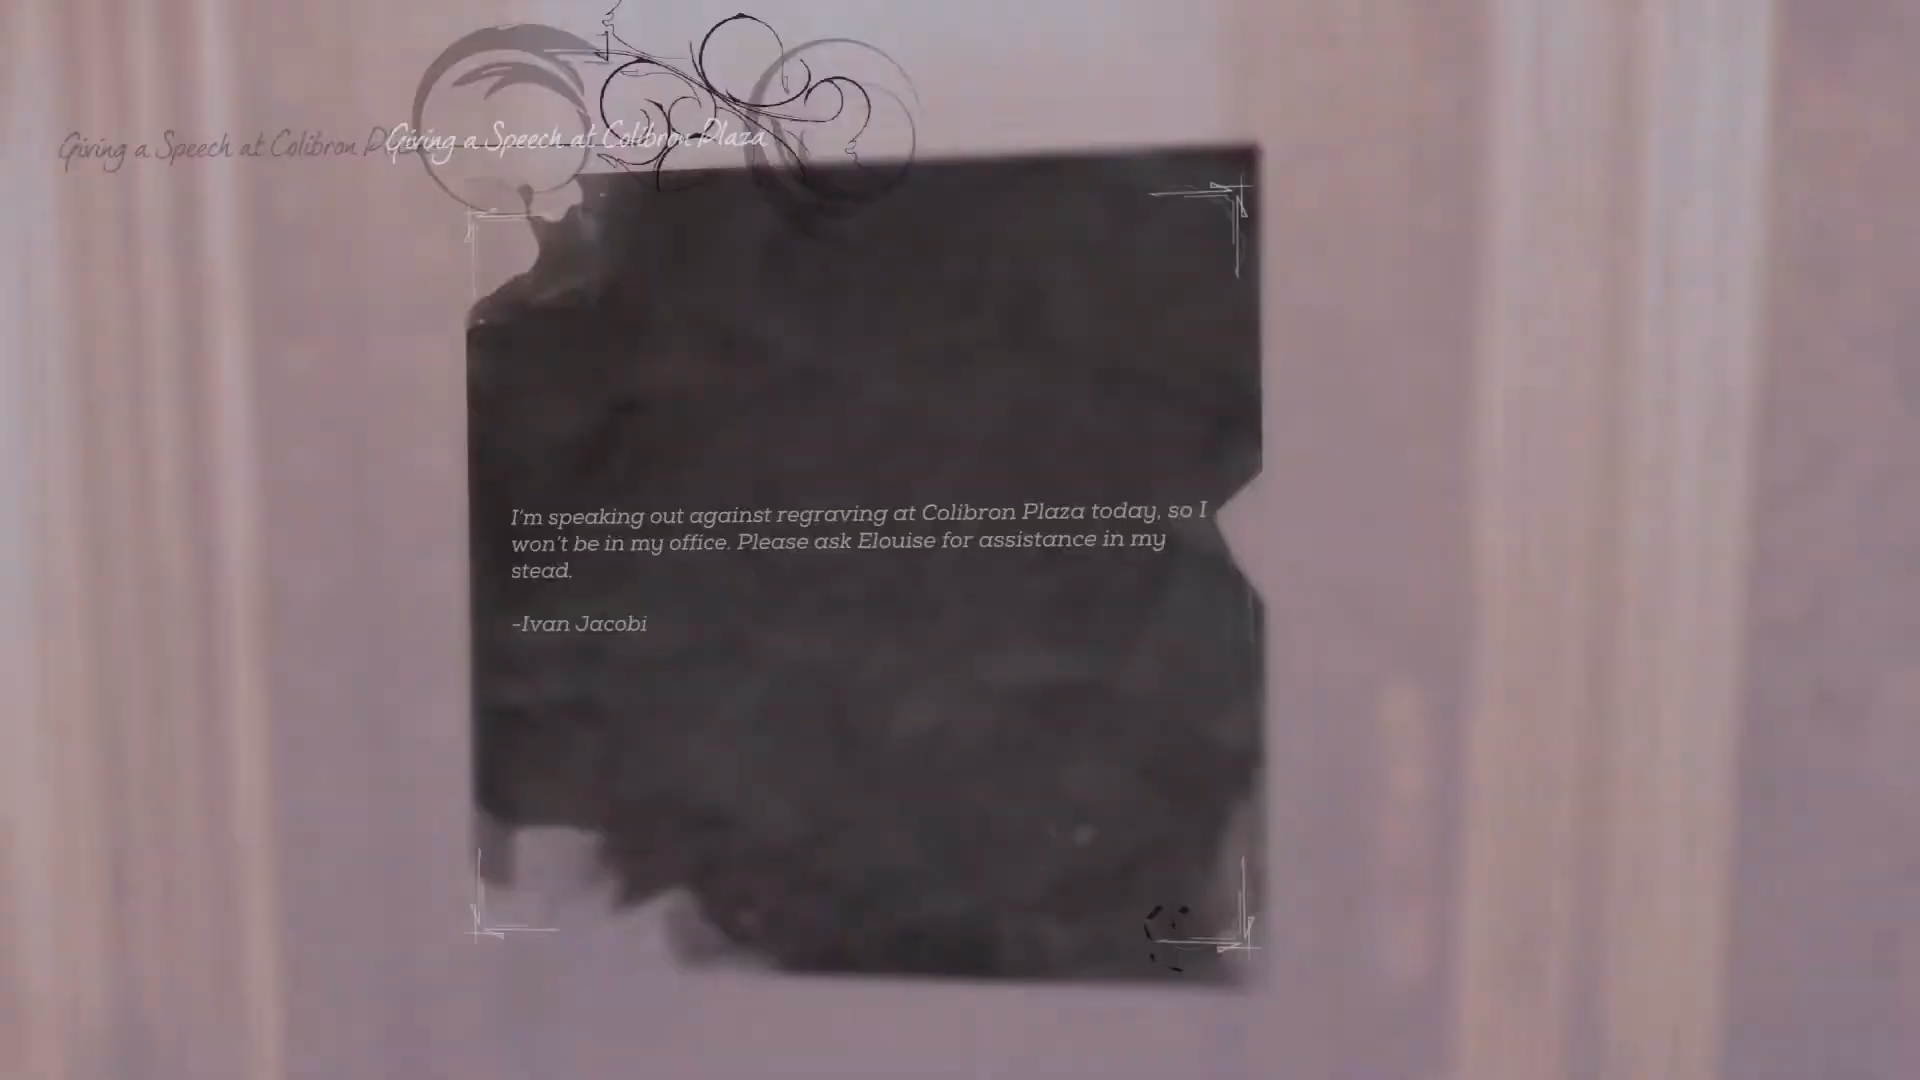 Giving a Speech at Colibron Plaza
Giving a Speech at Colibron
I'm speaking out against regraving at Colibron Plaza today, so I
won't be in my office. Please ask Elouise for assistance in my
stead.
-Ivan Jacobi